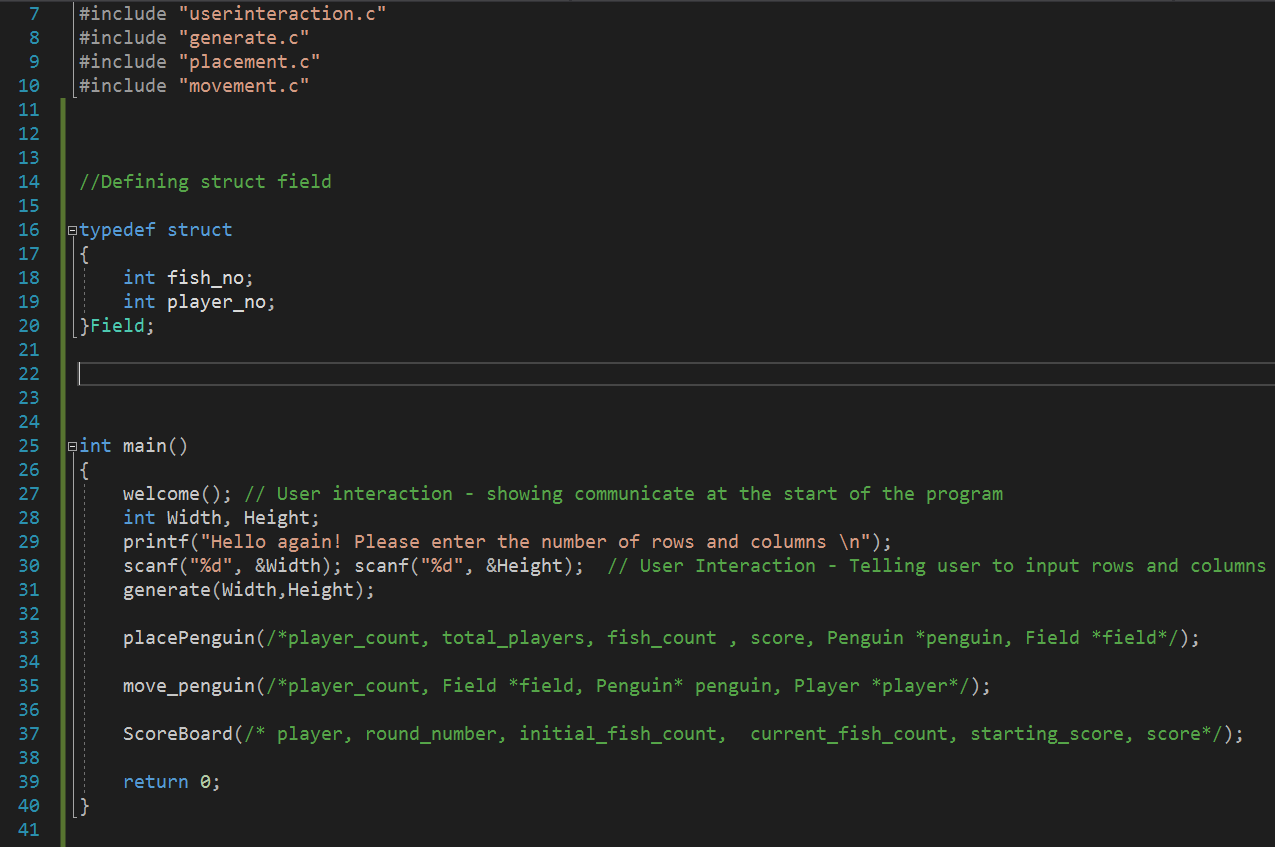 7 #include "userinteraction.c"
8 #include "generate.c"
9 #include "placement.c"
10 #include "movement.c"
11
12
13
14 //Defining struct field
15
16 typedef struct
17 {
18     int fish_no;
19     int player_no;
20 }Field;
21
22
23
24
25 int main()
26 {
27     welcome(); // User interaction - showing communicate at the start of the program
28     int Width, Height;
29     printf("Hello again! Please enter the number of rows and columns \n");
30     scanf("%d", &Width); scanf("%d", &Height);  // User Interaction - Telling user to input rows and columns
31     generate(Width,Height);
32
33     placePenguin(/*player_count, total_players, fish_count , score, Penguin *penguin, Field *field*/);
34
35     move_penguin(/*player_count, Field *field, Penguin* penguin, Player *player*/);
36
37     ScoreBoard(/* player, round_number, initial_fish_count,  current_fish_count, starting_score, score*/);
38
39     return 0;
40 }
41